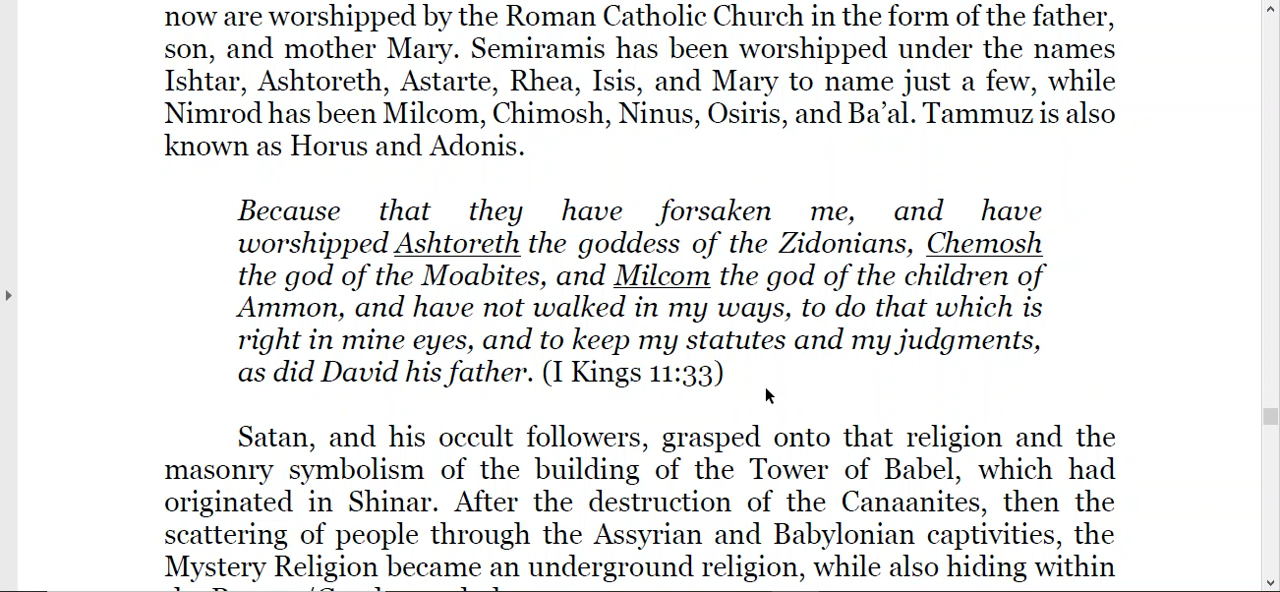 now are worshipped by the Roman Catholic Church in the form of the father,
son, and mother Mary. Semiramis has been worshipped under the names
Ishtar, Ashtoreth, Astarte, Rhea, Isis, and Mary to name just a few, while
Nimrod has been Milcom, Chimosh, Ninus, Osiris, and Ba’al. Tammuz is also
known as Horus and Adonis.
Because that they have forsaken me, and have
worshipped Ashtoreth the goddess of the Zidonians, Chemosh
the god of the Moabites, and Milcom the god of the children of
Ammon, and have not walked in my ways, to do that which is
right in mine eyes, and to keep my statutes and my judgments,
as did David his father. (I Kings 11:33)
Satan, and his occult followers, grasped onto that religion and the
masonry symbolism of the building of the Tower of Babel, which had
originated in Shinar. After the destruction of the Canaanites, then the
scattering of people through the Assyrian and Babylonian captivities, the
Mystery Religion became an underground religion, while also hiding within